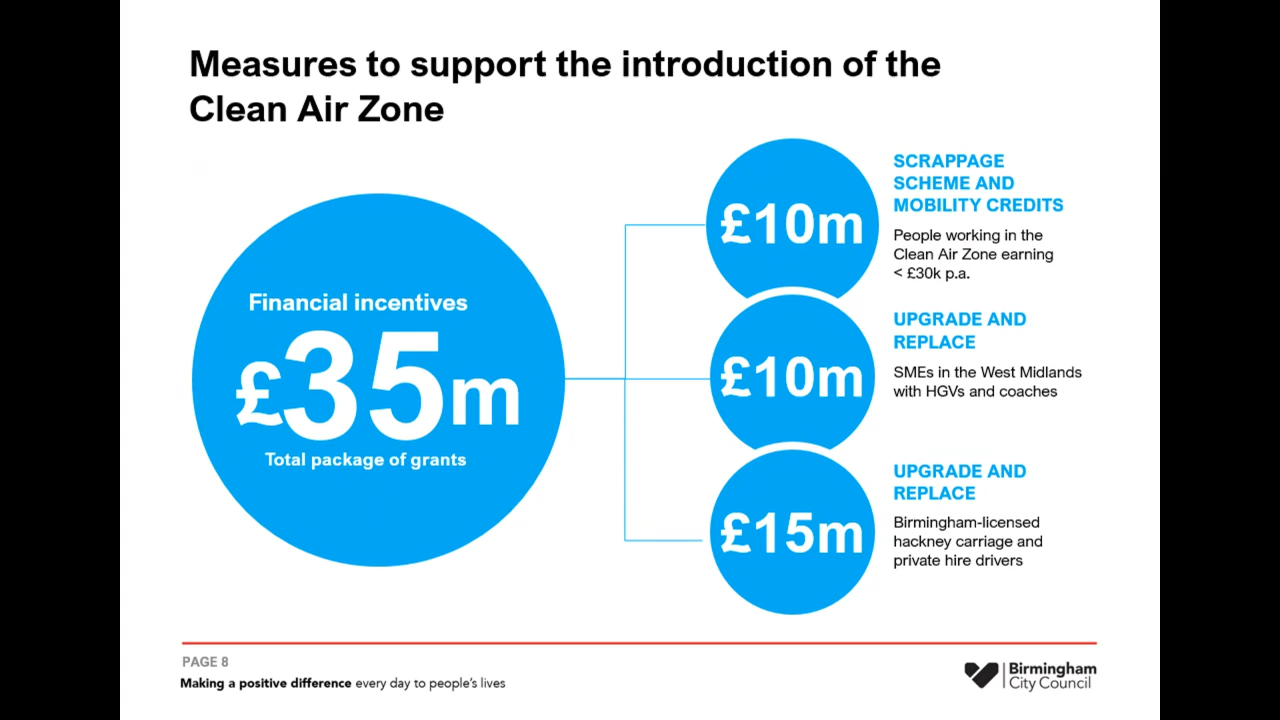 Measures to support the introduction of the
Clean Air Zone
Financial incentives
£35m
Total package of grants
£10m
SCRAPPAGE
SCHEME AND
MOBILITY CREDITS
People working in the
Clean Air Zone earning
< £30k p.a.
£10m
UPGRADE AND
REPLACE
SMEs in the West Midlands
with HGVs and coaches
£15m
UPGRADE AND
REPLACE
Birmingham-licensed
hackney carriage and
private hire drivers
PAGE 8
Making a positive difference every day to people's lives
Birmingham
City Council